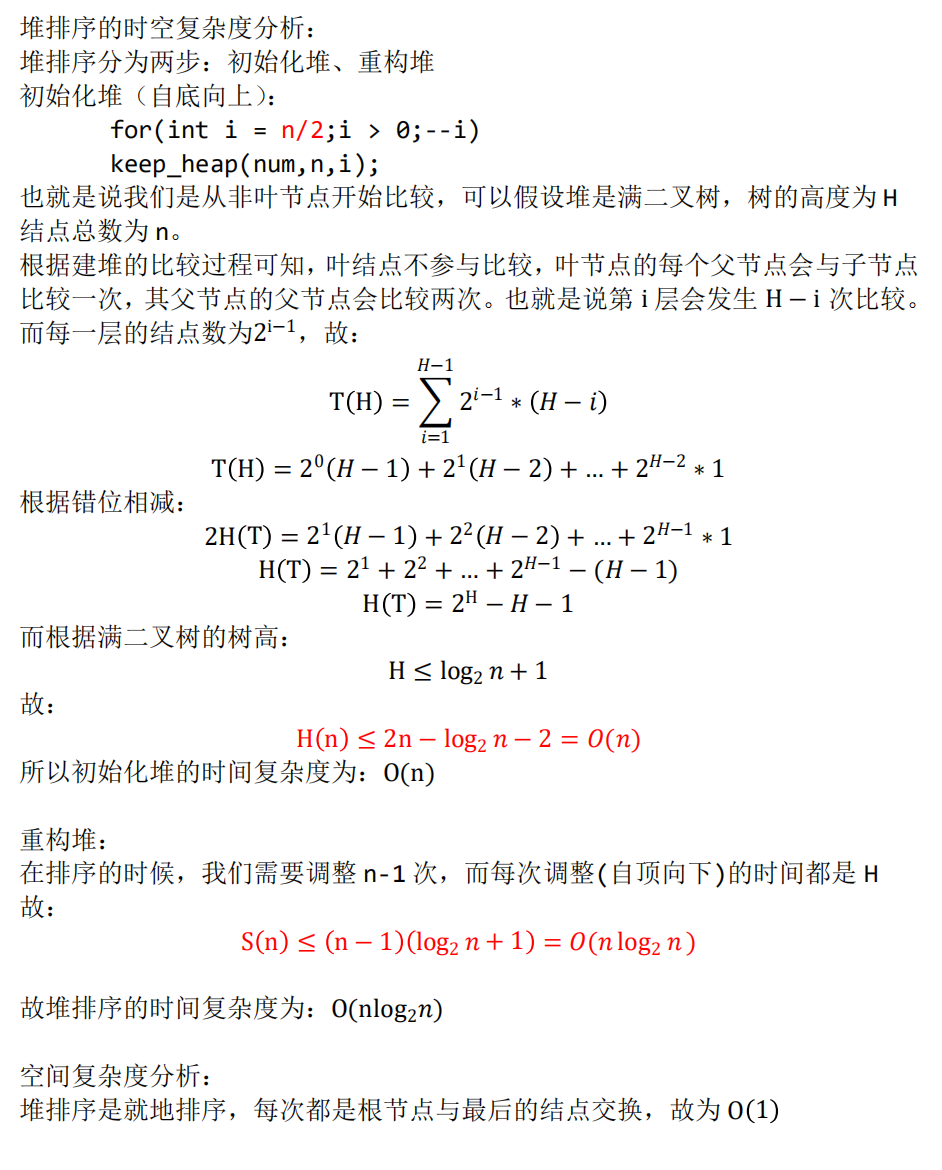 堆排序的时空复杂度分析：
堆排序分为两步：初始化堆、重构堆
初始化堆（自底向上）：
for(int i = n/2;i > 0;--i)
keep_heap(num,n,i);
也就是说我们是从非叶节点开始比较，可以假设堆是满二叉树，树的高度为 H
结点总数为 n。
根据建堆的比较过程可知，叶结点不参与比较，叶节点的每个父节点会与子节点
比较一次，其父节点的父节点会比较两次。也就是说第 i 层会发生 H − i 次比较。
而每一层的结点数为2^{i−1}，故：
T(H) = \sum_{i=1}^{H−1} 2^{i−1} * (H − i)
T(H) = 2^0(H − 1) + 2^1(H − 2) + … + 2^{H−2} * 1
根据错位相减：
2H(T) = 2^1(H − 1) + 2^2(H − 2) + … + 2^{H−1} * 1
H(T) = 2^1 + 2^2 + … + 2^{H−1} − (H − 1)
H(T) = 2^H − H − 1
而根据满二叉树的树高：
H ≤ log₂ n + 1
故：
H(n) ≤ 2n − log₂ n − 2 = O(n)
所以初始化堆的时间复杂度为：O(n)
重构堆：
在排序的时候，我们需要调整 n-1 次，而每次调整(自顶向下)的时间都是 H
故：
S(n) ≤ (n − 1)(log₂ n + 1) = O(n log₂ n)
故堆排序的时间复杂度为：O(nlog₂n)
空间复杂度分析：
堆排序是就地排序，每次都是根节点与最后的结点交换，故为 O(1)